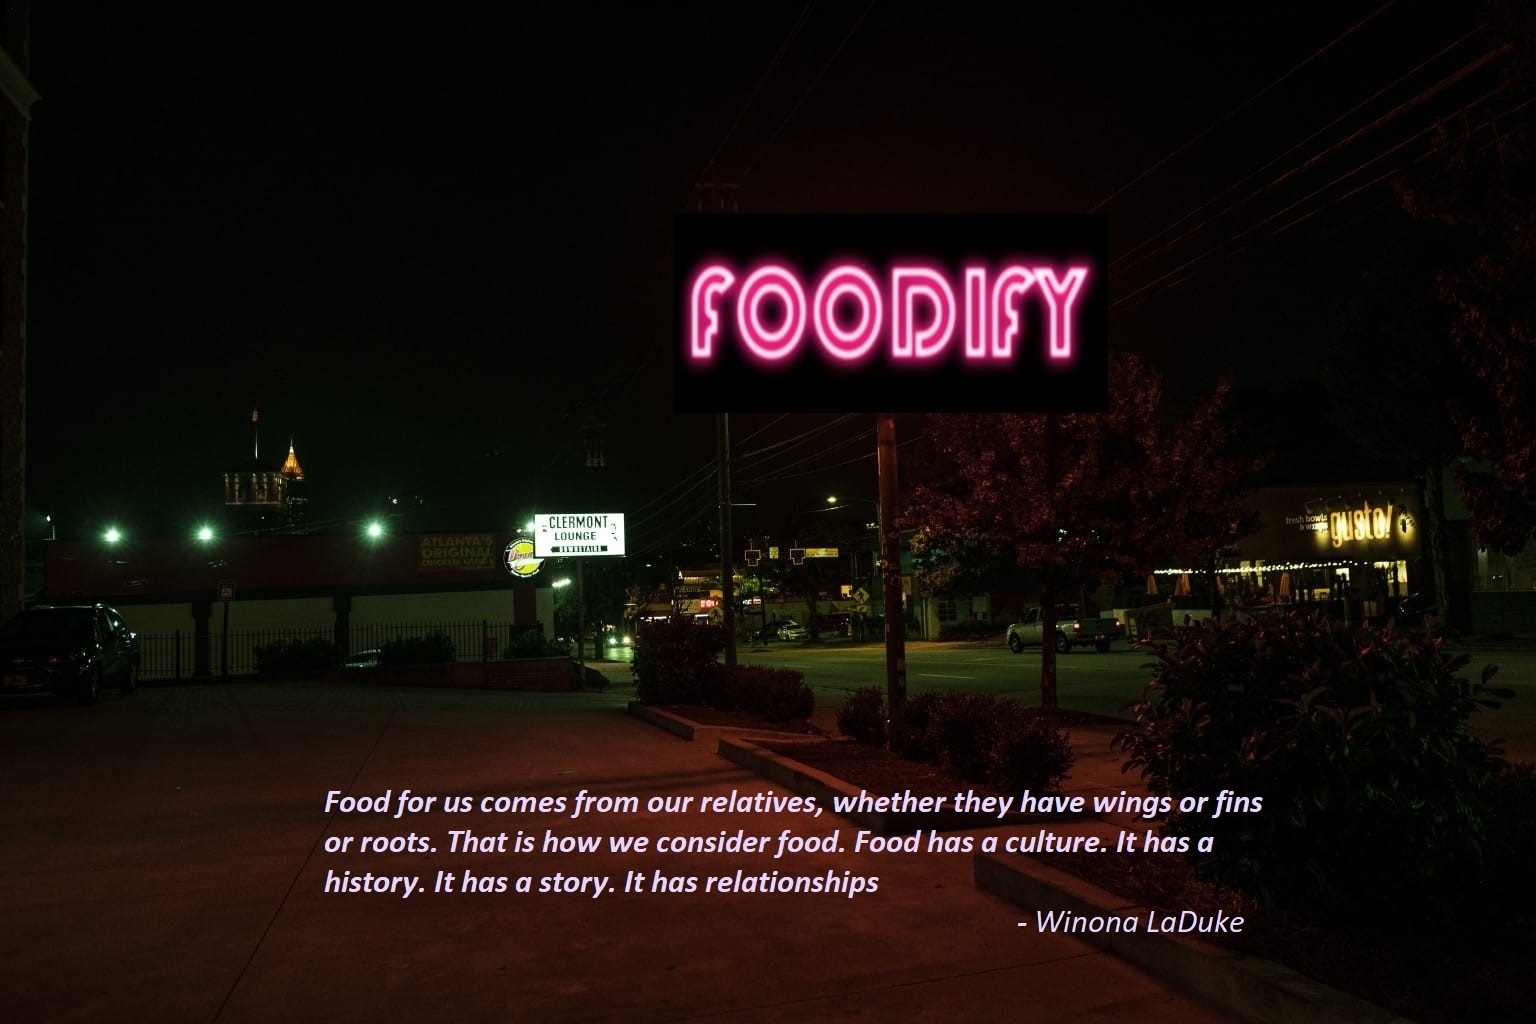 FOODIFY
CLERMONT
LOUNGE
DOWNSTAIRS
ATLANTA'S
ORIGINAL
CHICKEN WINGS
fresh bowls
& wraps
gusto!
Food for us comes from our relatives, whether they have wings or fins
or roots. That is how we consider food. Food has a culture. It has a
history. It has a story. It has relationships
- Winona LaDuke